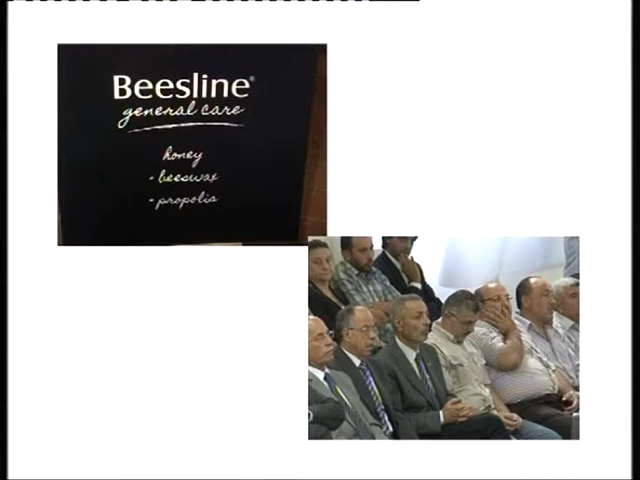 Beesline®
general care
honey
- beeswax
- propolis